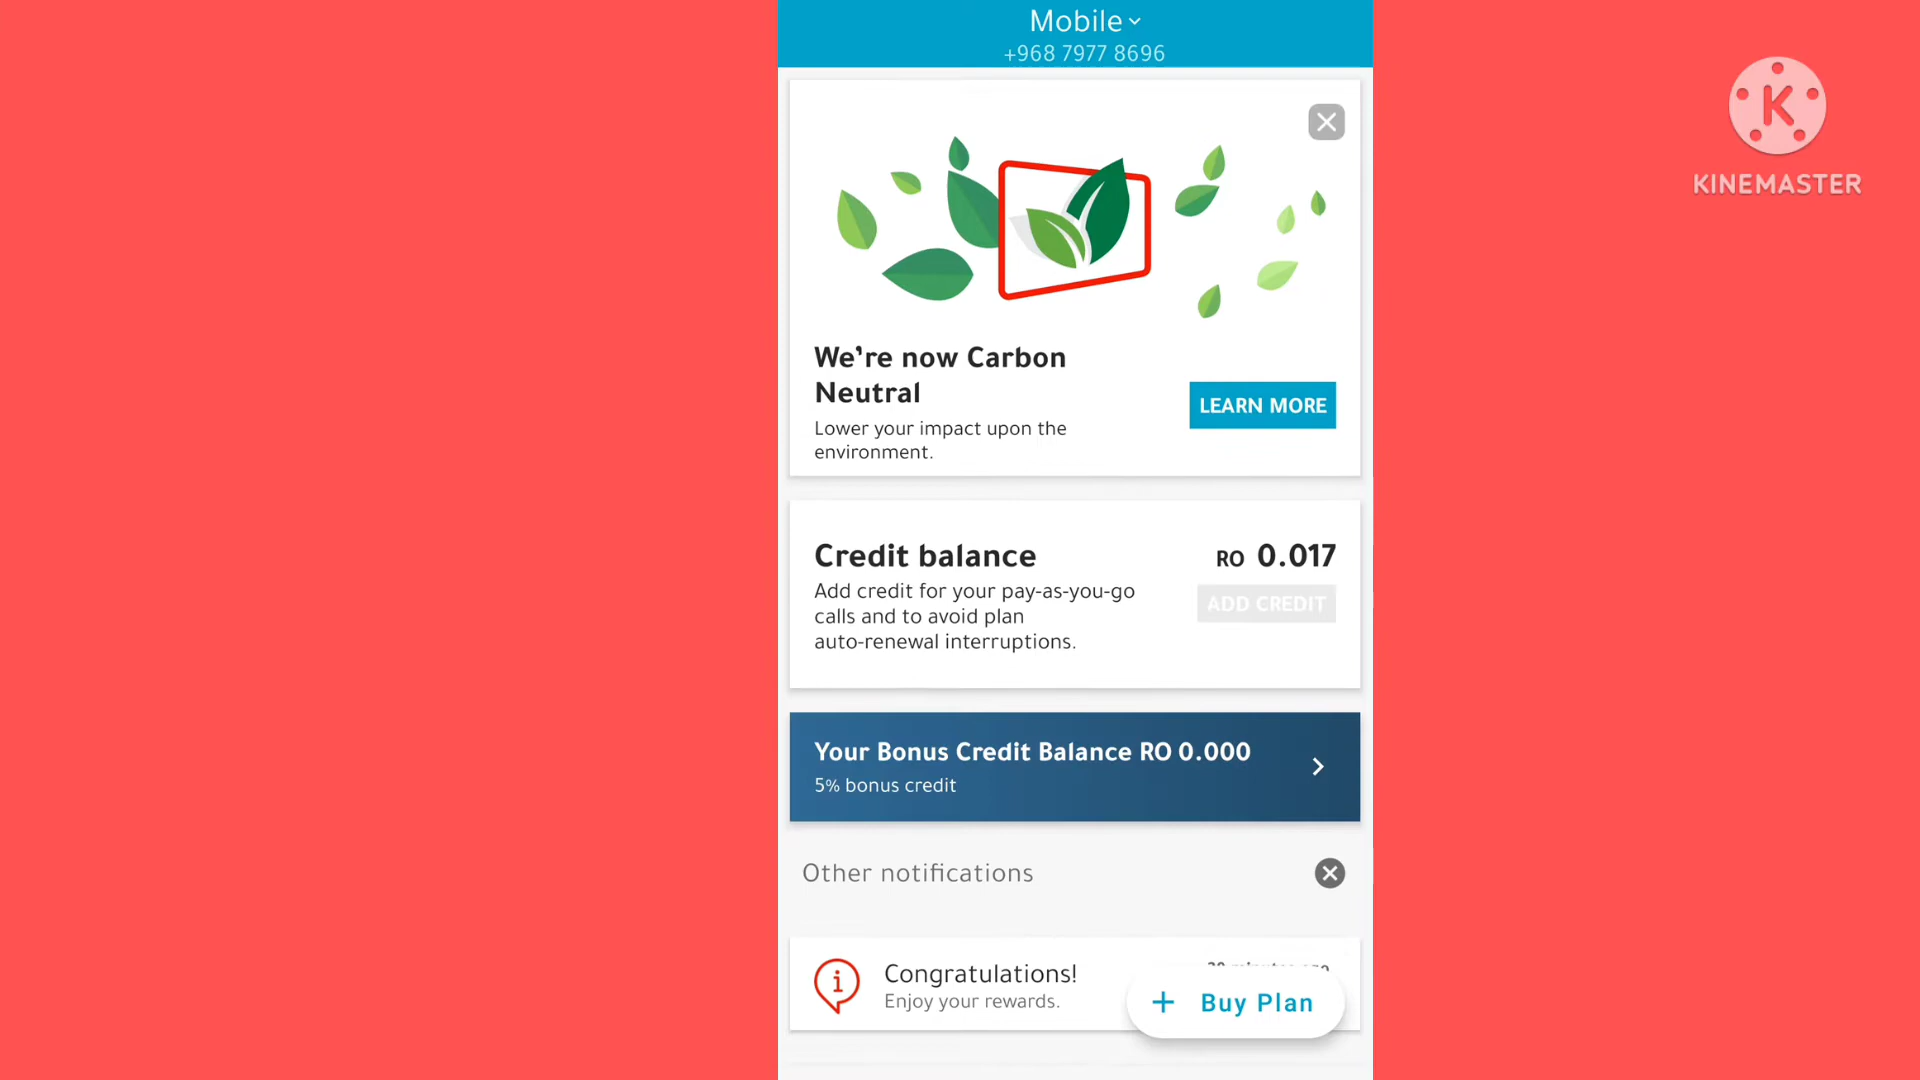 Mobile
+968 7977 8696
KINEMASTER
We're now Carbon
Neutral
LEARN MORE
Lower your impact upon the
environment.
Credit balance
RO 0.017
Add credit for your pay-as-you-go
calls and to avoid plan
auto-renewal interruptions.
ADD CREDIT
Your Bonus Credit Balance RO 0.000
5% bonus credit
Other notifications
Congratulations!
Enjoy your rewards.
+ Buy Plan